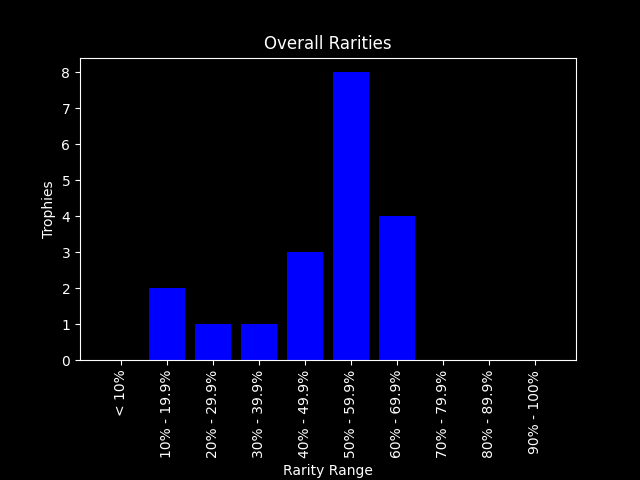 Overall Rarities
8
7
6
5
4
3
2
1
0
Trophies
< 10%
10% - 19.9%
20% - 29.9%
30% - 39.9%
40% - 49.9%
50% - 59.9%
60% - 69.9%
70% - 79.9%
80% - 89.9%
90% - 100%
Rarity Range